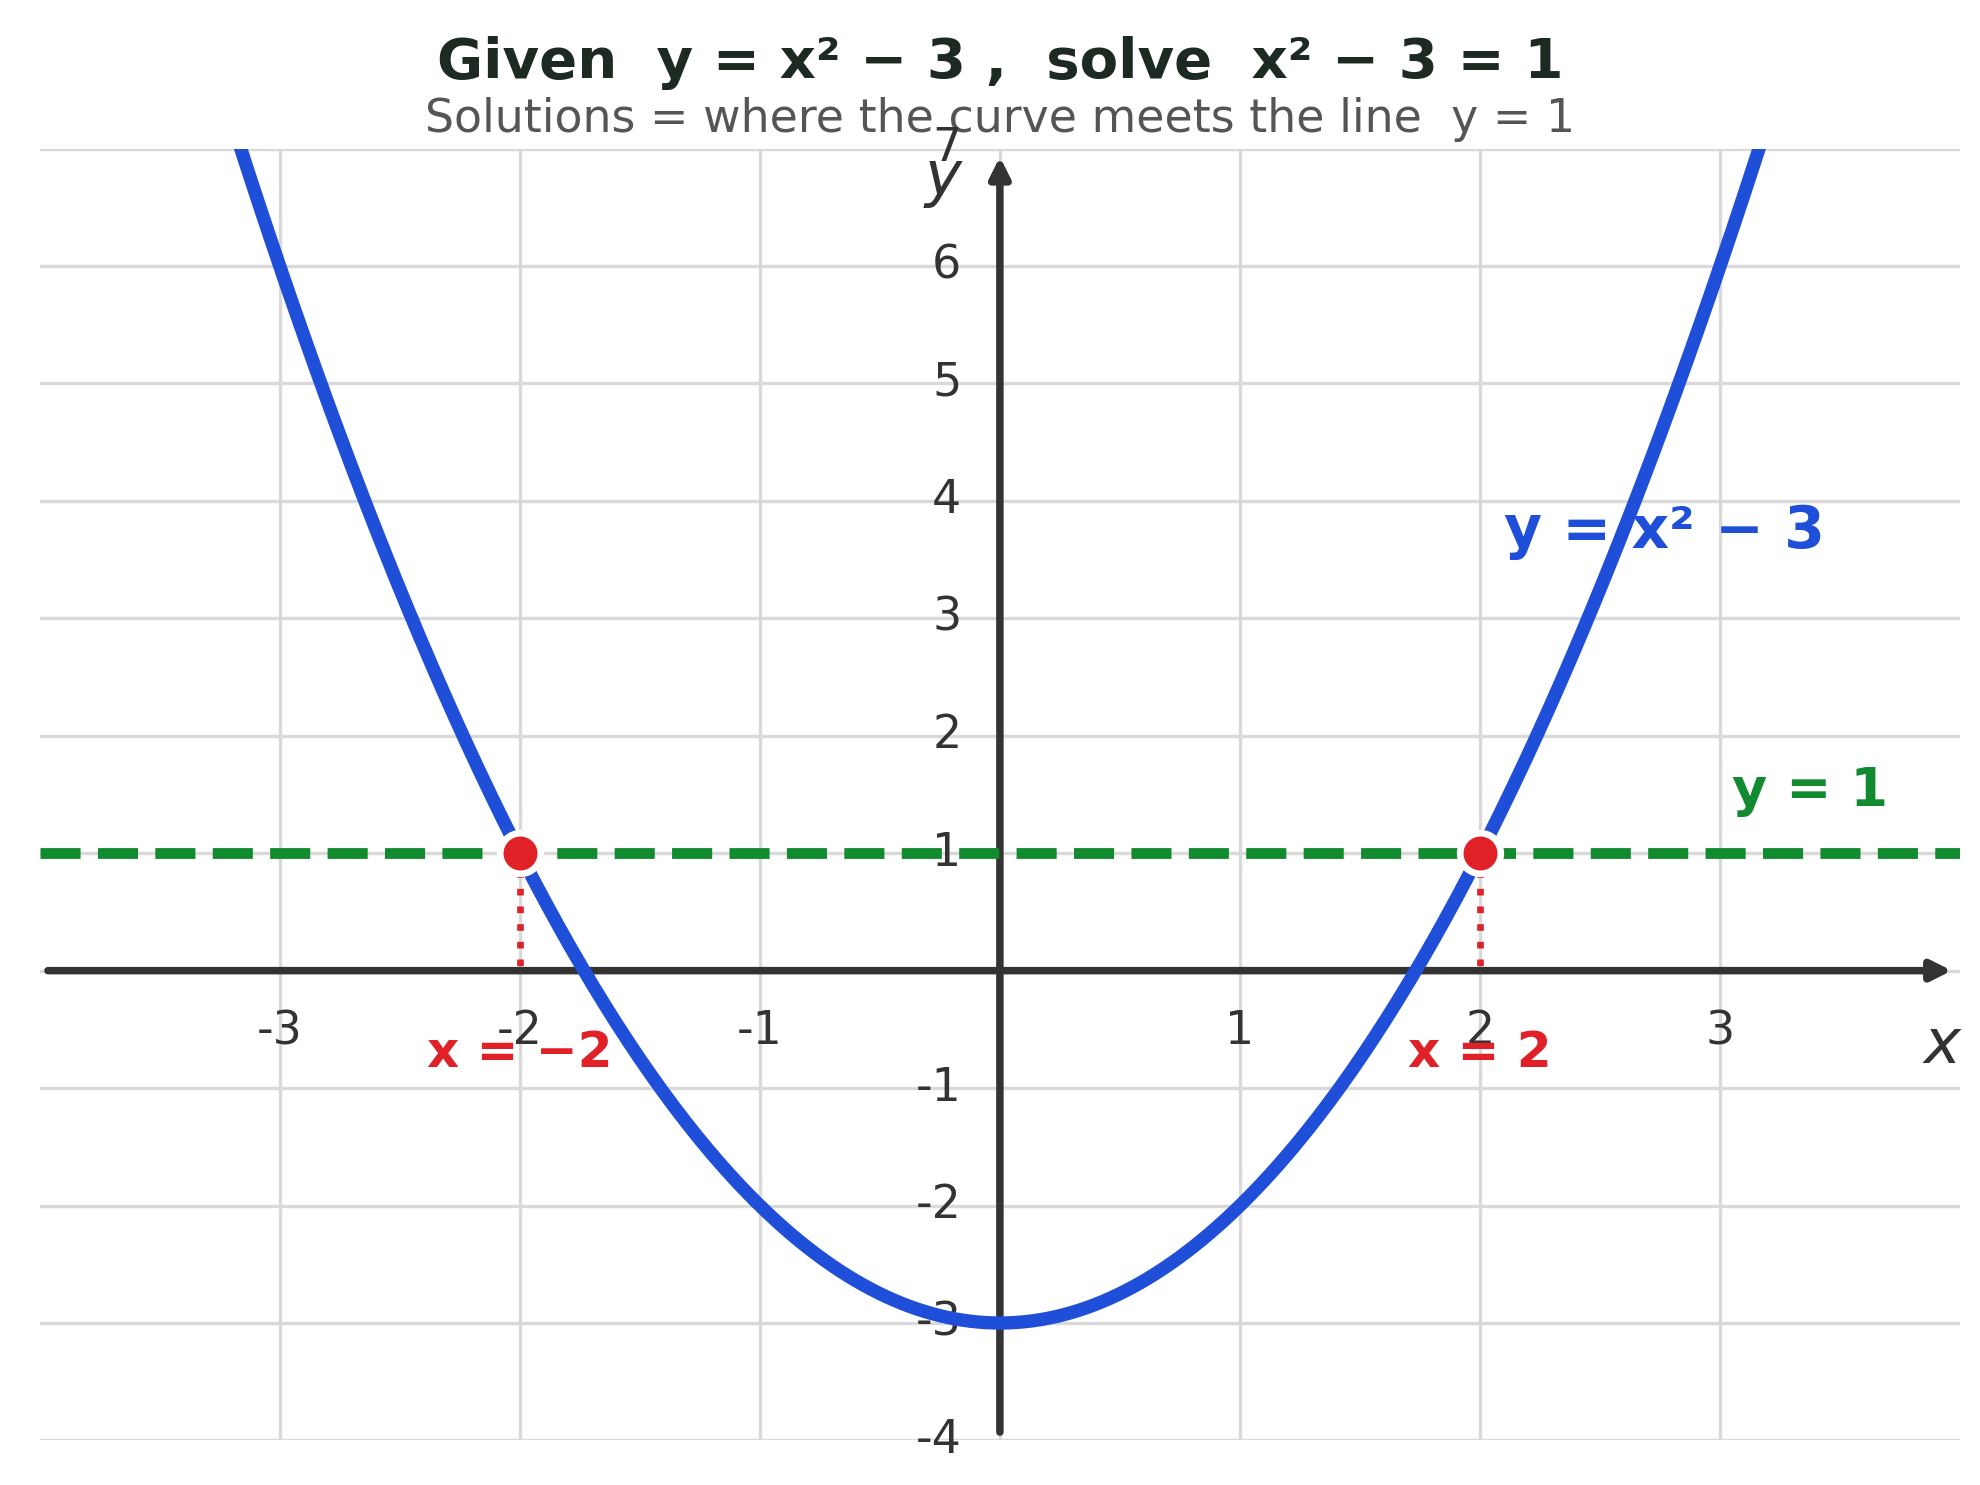 Given y = x² − 3 , solve x² − 3 = 1
Solutions = where the curve meets the line y = 1
7
y
6
5
4
y = x² − 3
3
2
y = 1
1
-3 -2 -1 1 2 3 x
x = −2 x = 2
-1
-2
-3
-4